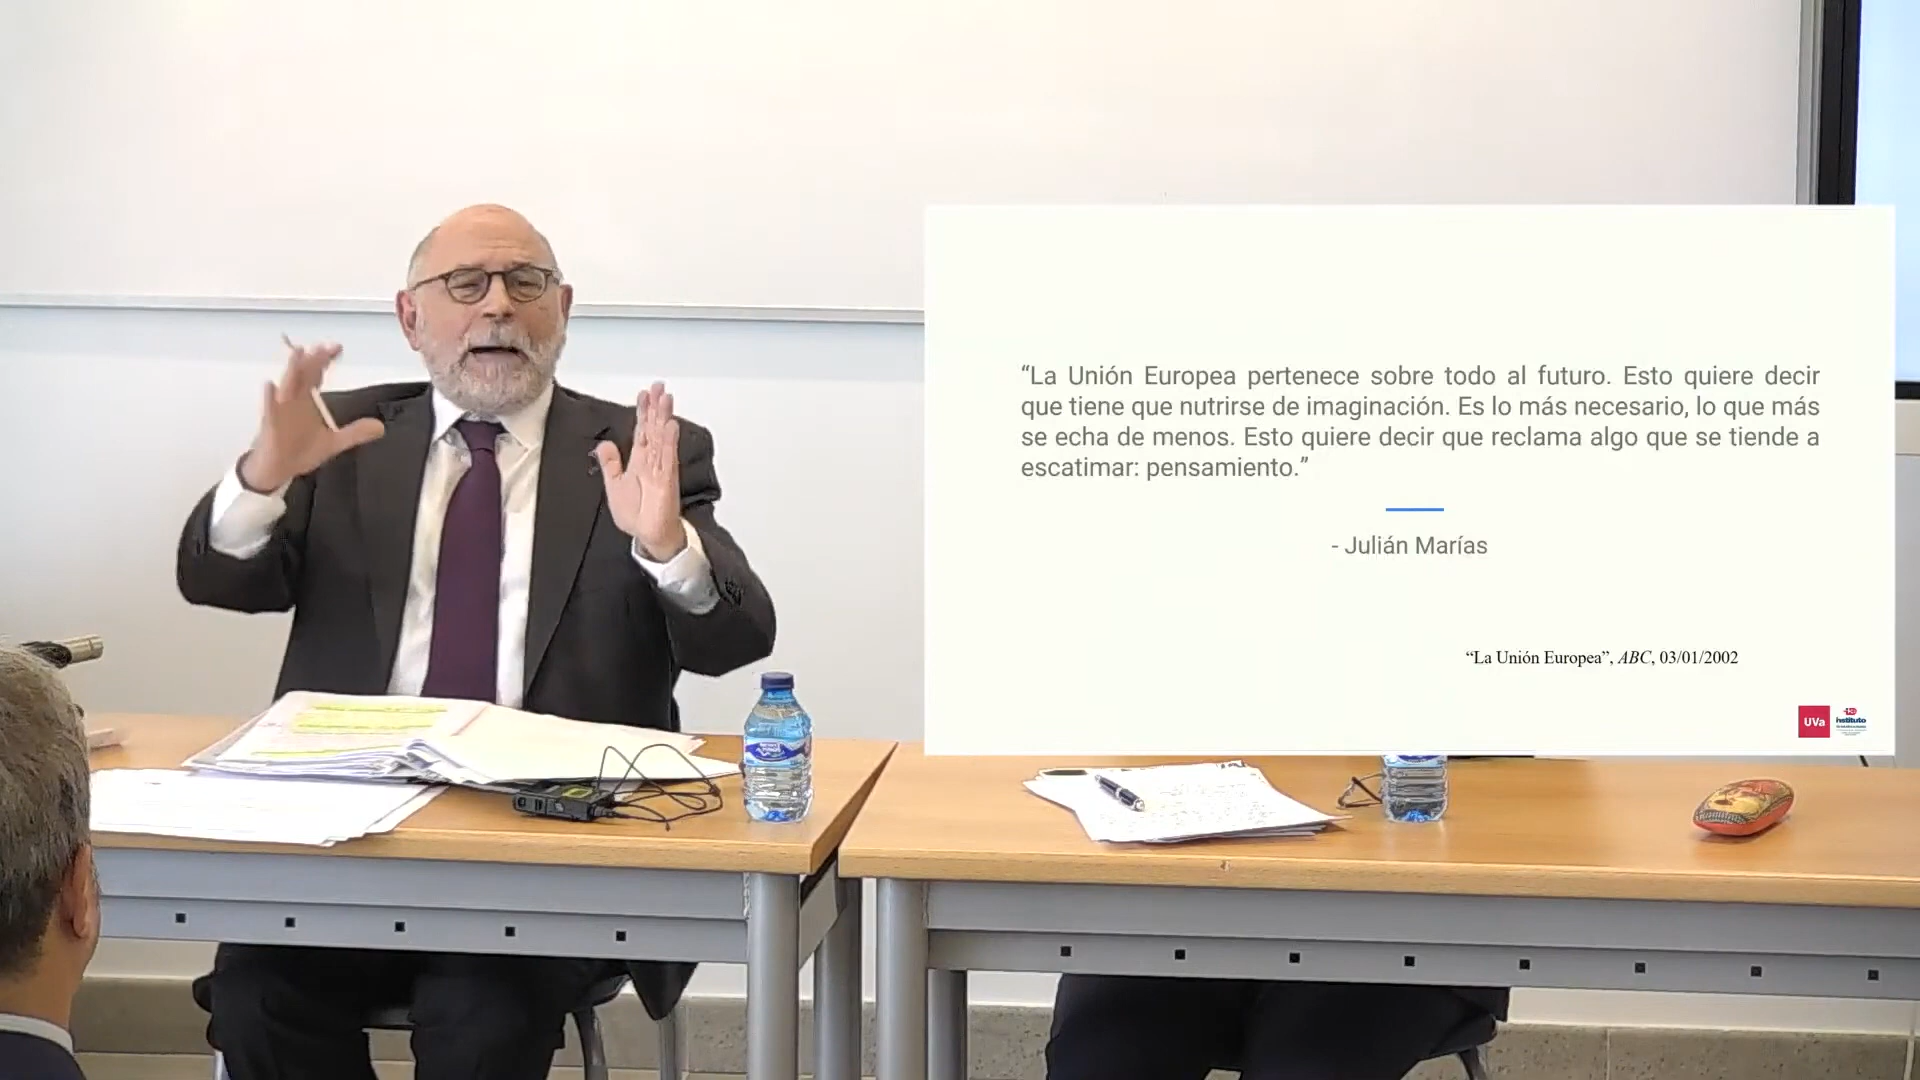 “La Unión Europea pertenece sobre todo al futuro. Esto quiere decir
que tiene que nutrirse de imaginación. Es lo más necesario, lo que más
se echa de menos. Esto quiere decir que reclama algo que se tiende a
escatimar: pensamiento.”
- Julián Marías
“La Unión Europea”, ABC, 03/01/2002
UVa
instituto